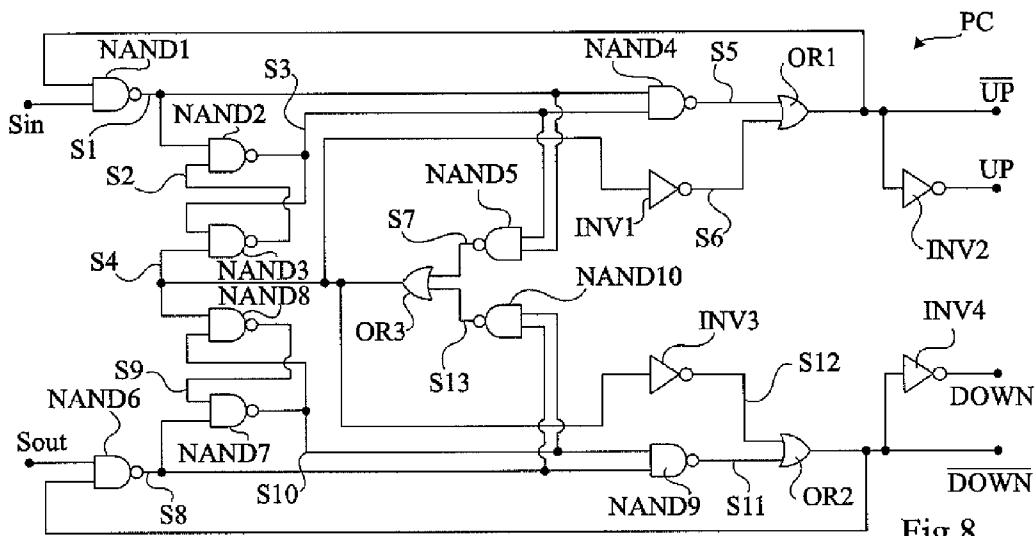 PC
NAND1
NAND4
S5
OR1
S3
UP
Sin
S1
NAND2
S2
NAND5
UP
S7
INV1
S6
INV2
S4
NAND3
NAND8
NAND10
OR3
INV3
INV4
S9
S13
S12
NAND6
DOWN
Sout
NAND7
S8
S10
NAND9
S11
OR2
DOWN
Fig 8